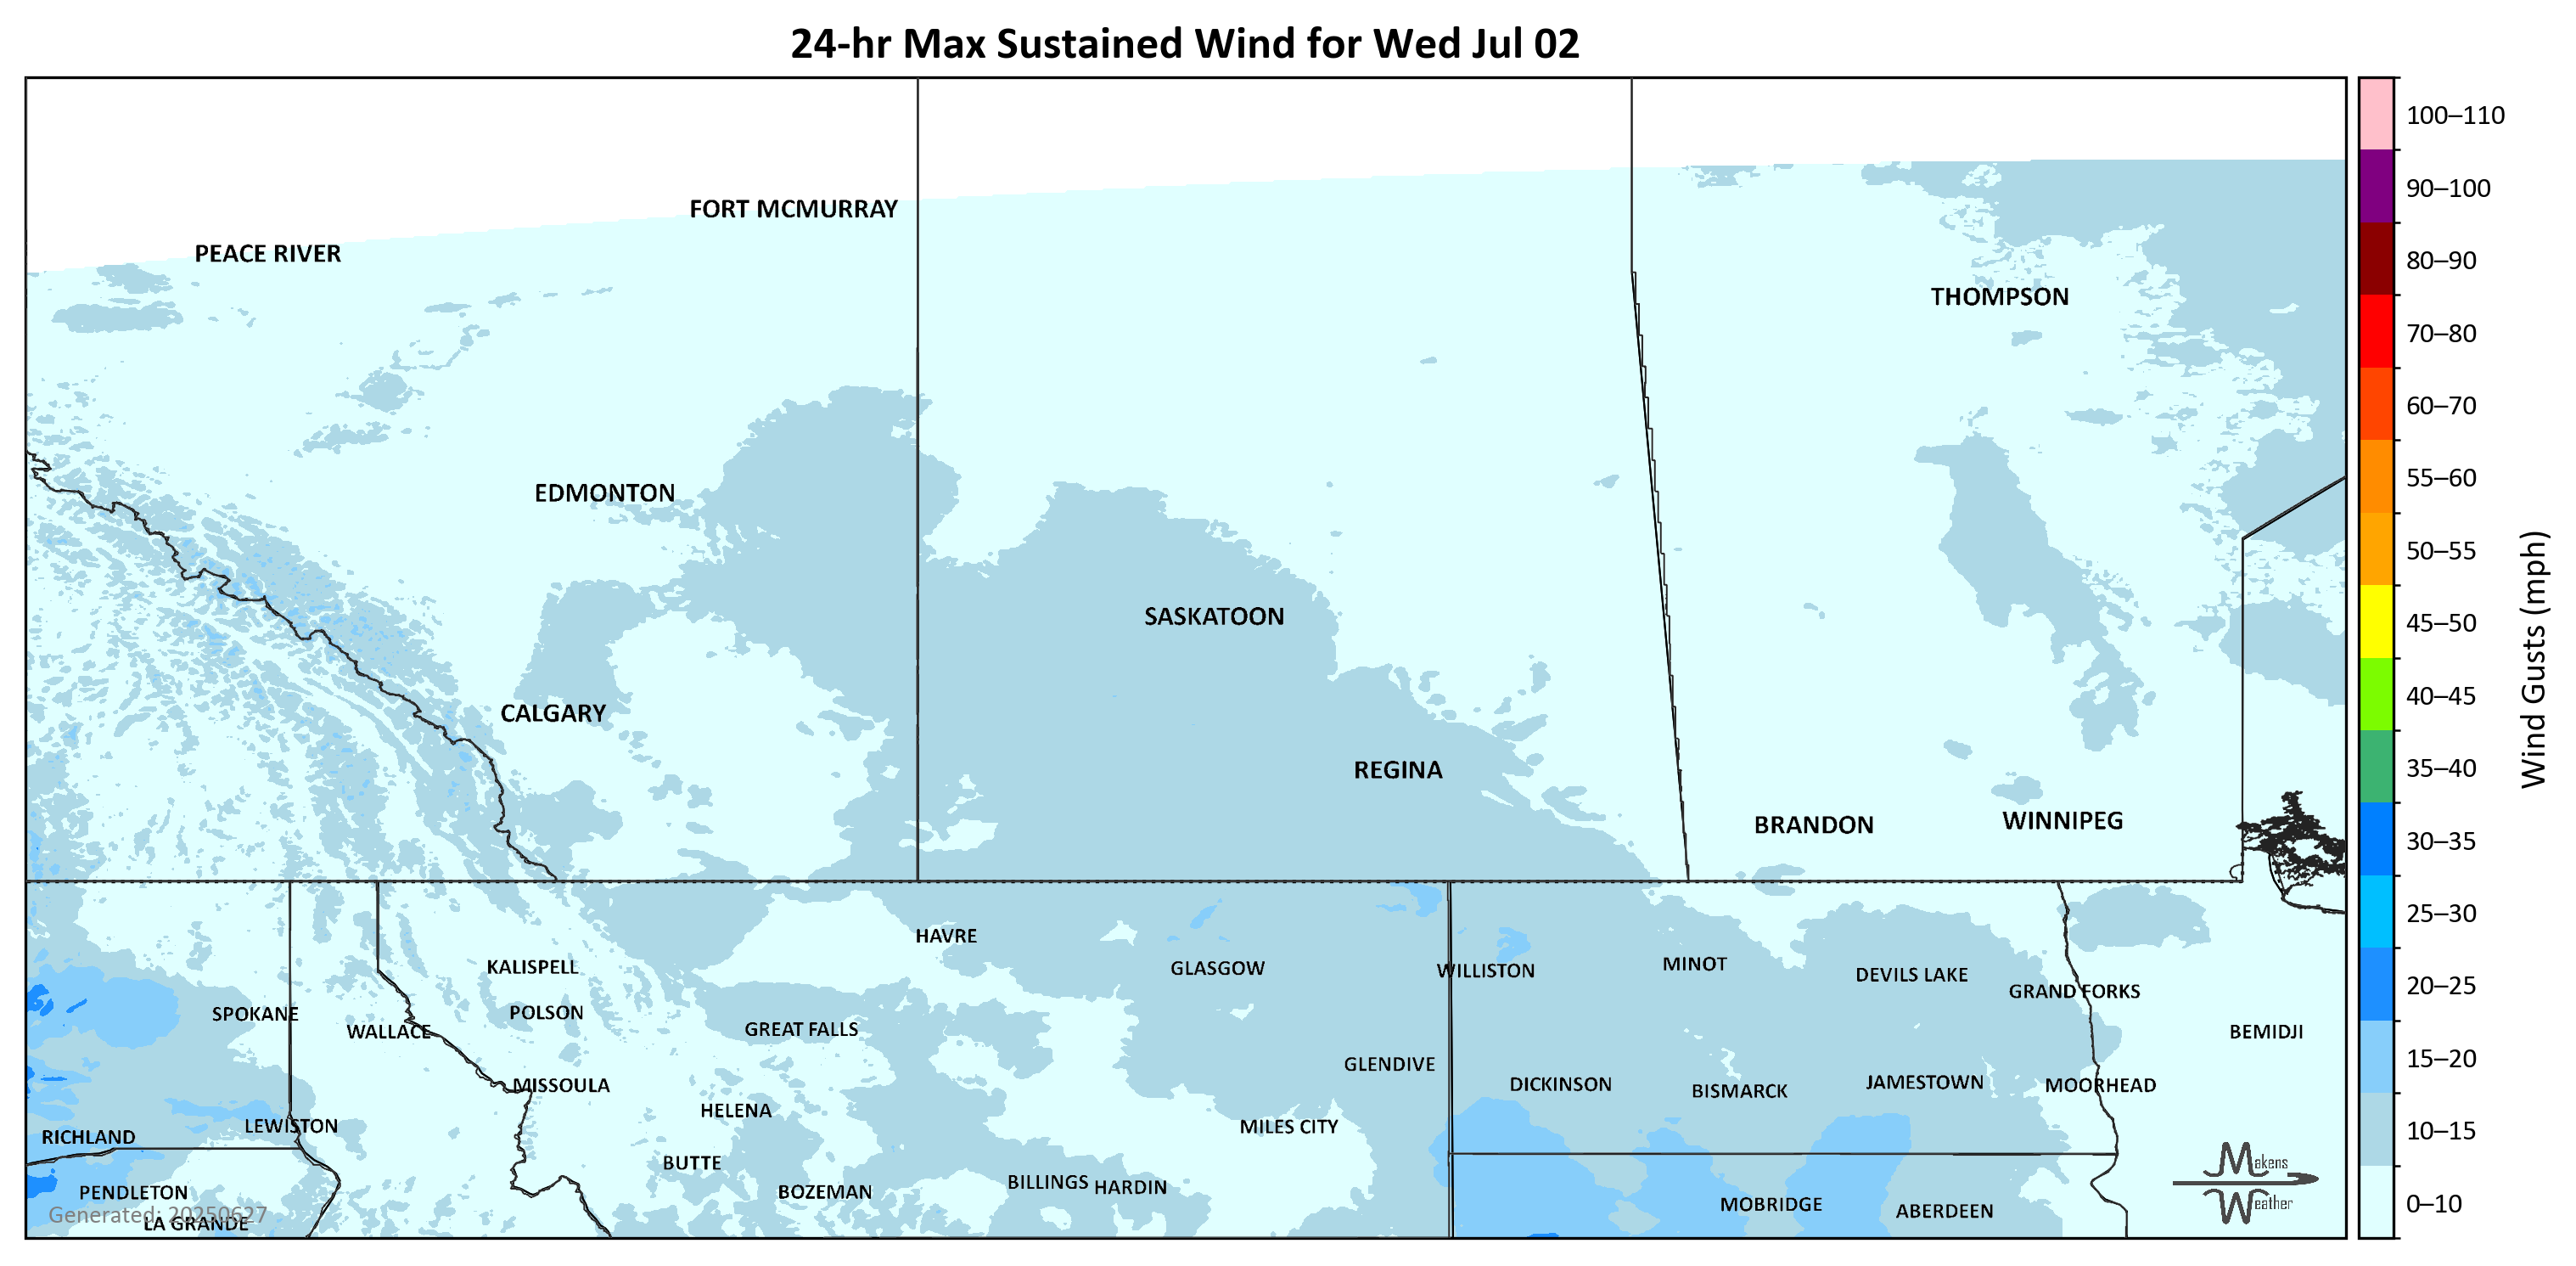 24-hr Max Sustained Wind for Wed Jul 02
FORT MCMURRAY
PEACE RIVER
THOMPSON
EDMONTON
SASKATOON
CALGARY
REGINA
BRANDON
WINNIPEG
HAVRE
KALISPELL
GLASGOW
WILLISTON
MINOT
DEVILS LAKE
GRAND FORKS
SPOKANE
POLSON
WALLACE
GREAT FALLS
BEMIDJI
GLENDIVE
MISSOULA
DICKINSON
BISMARCK
JAMESTOWN
MOORHEAD
HELENA
LEWISTON
MILES CITY
RICHLAND
BUTTE
BILLINGS
HARDIN
BOZEMAN
PENDLETON
MOBRIDGE
ABERDEEN
Generated: 20250627
LA GRANDE
Makens
Weather
100–110
90–100
80–90
70–80
60–70
55–60
50–55
45–50
40–45
35–40
30–35
25–30
20–25
15–20
10–15
0–10
Wind Gusts (mph)